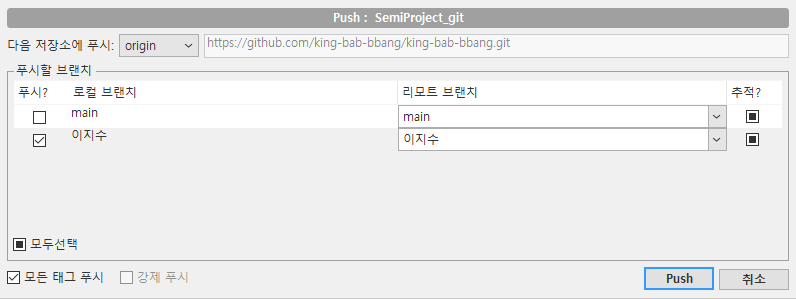 Push : SemiProject_git
다음 저장소에 푸시: origin https://github.com/king-bab-bbang/king-bab-bbang.git
푸시할 브랜치
푸시? 로컬 브랜치 리모트 브랜치 추적?
main main
이지수 이지수
모두선택
모든 태그 푸시 강제 푸시 Push 취소